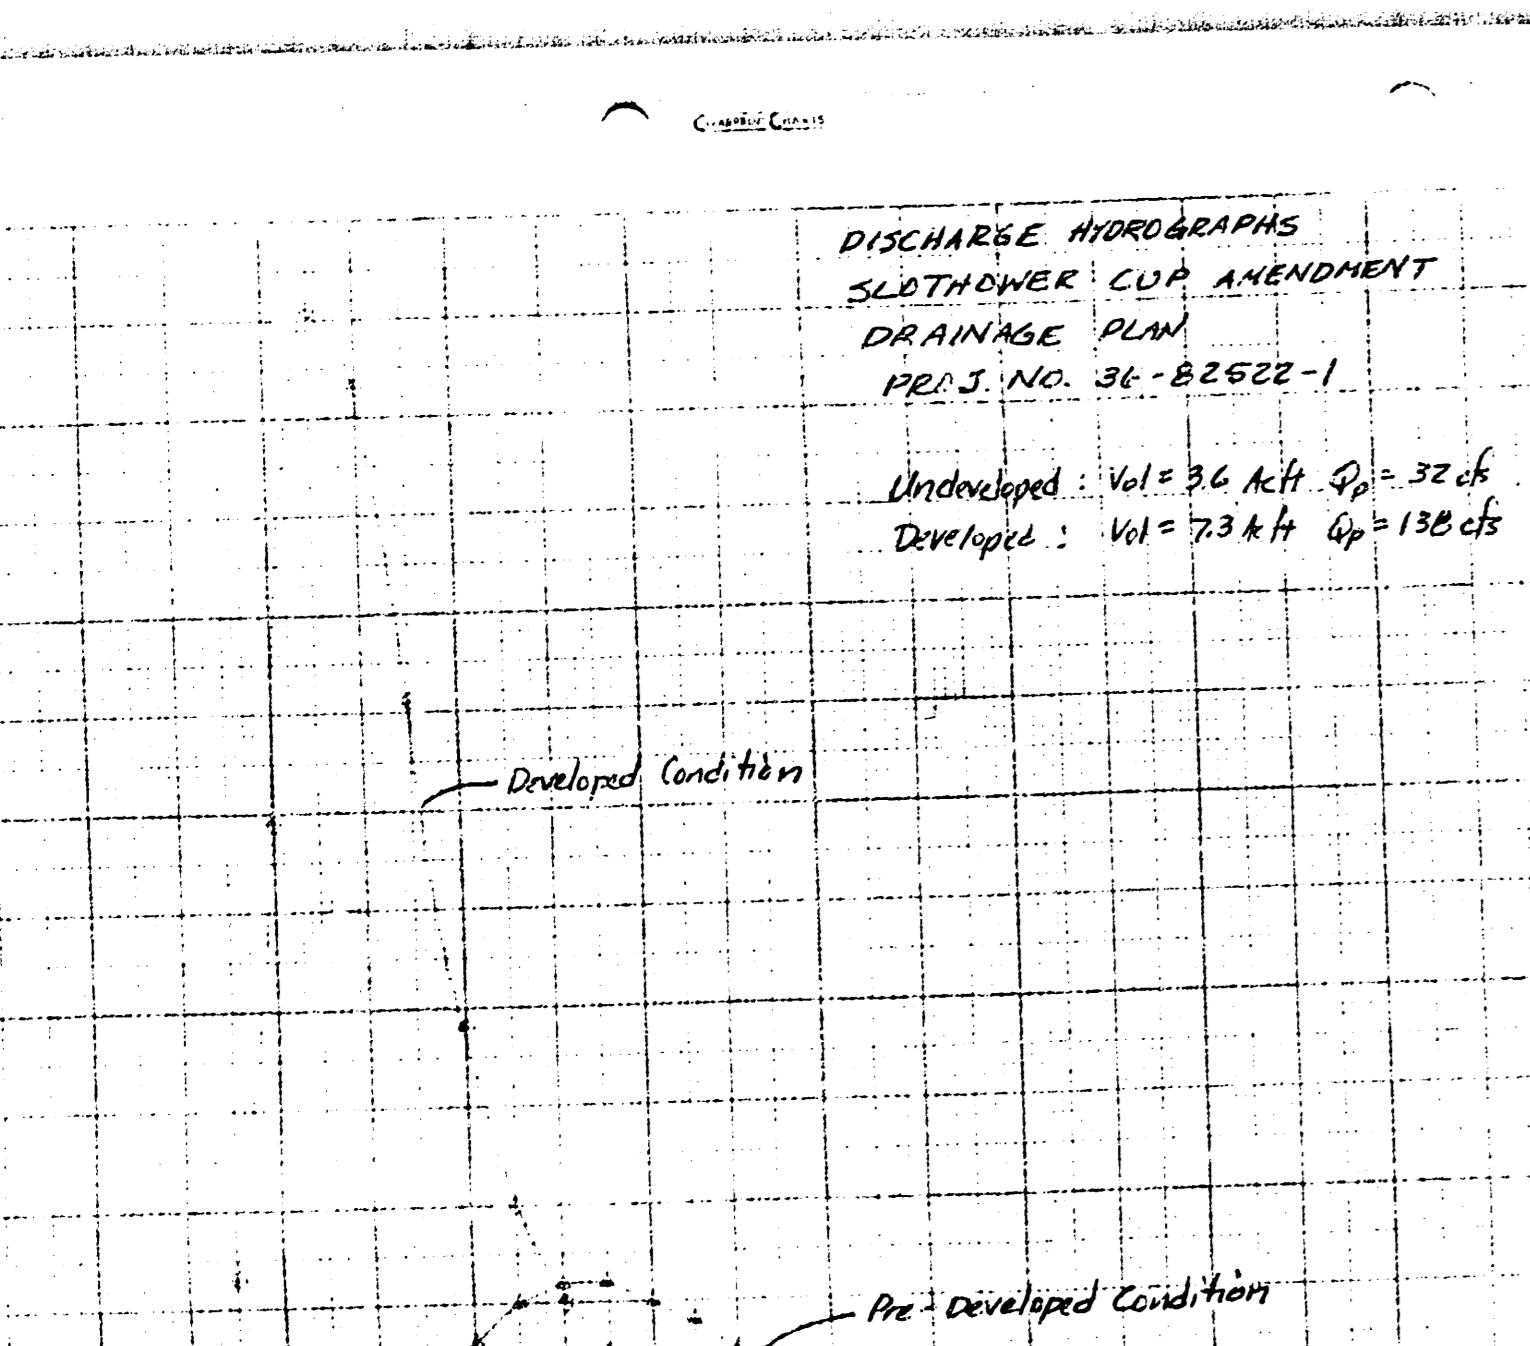 DISCHARGE HYDROGRAPHS
SLOTHOWER CUP AMENDMENT
DRAINAGE PLAN
PROJ. NO. 36-82522-1
Undeveloped : Vol = 3.6 Acft Qp = 32 cfs
Developed : Vol = 7.3 Acft Qp = 138 cfs
Developed Condition
Pre-Developed Condition